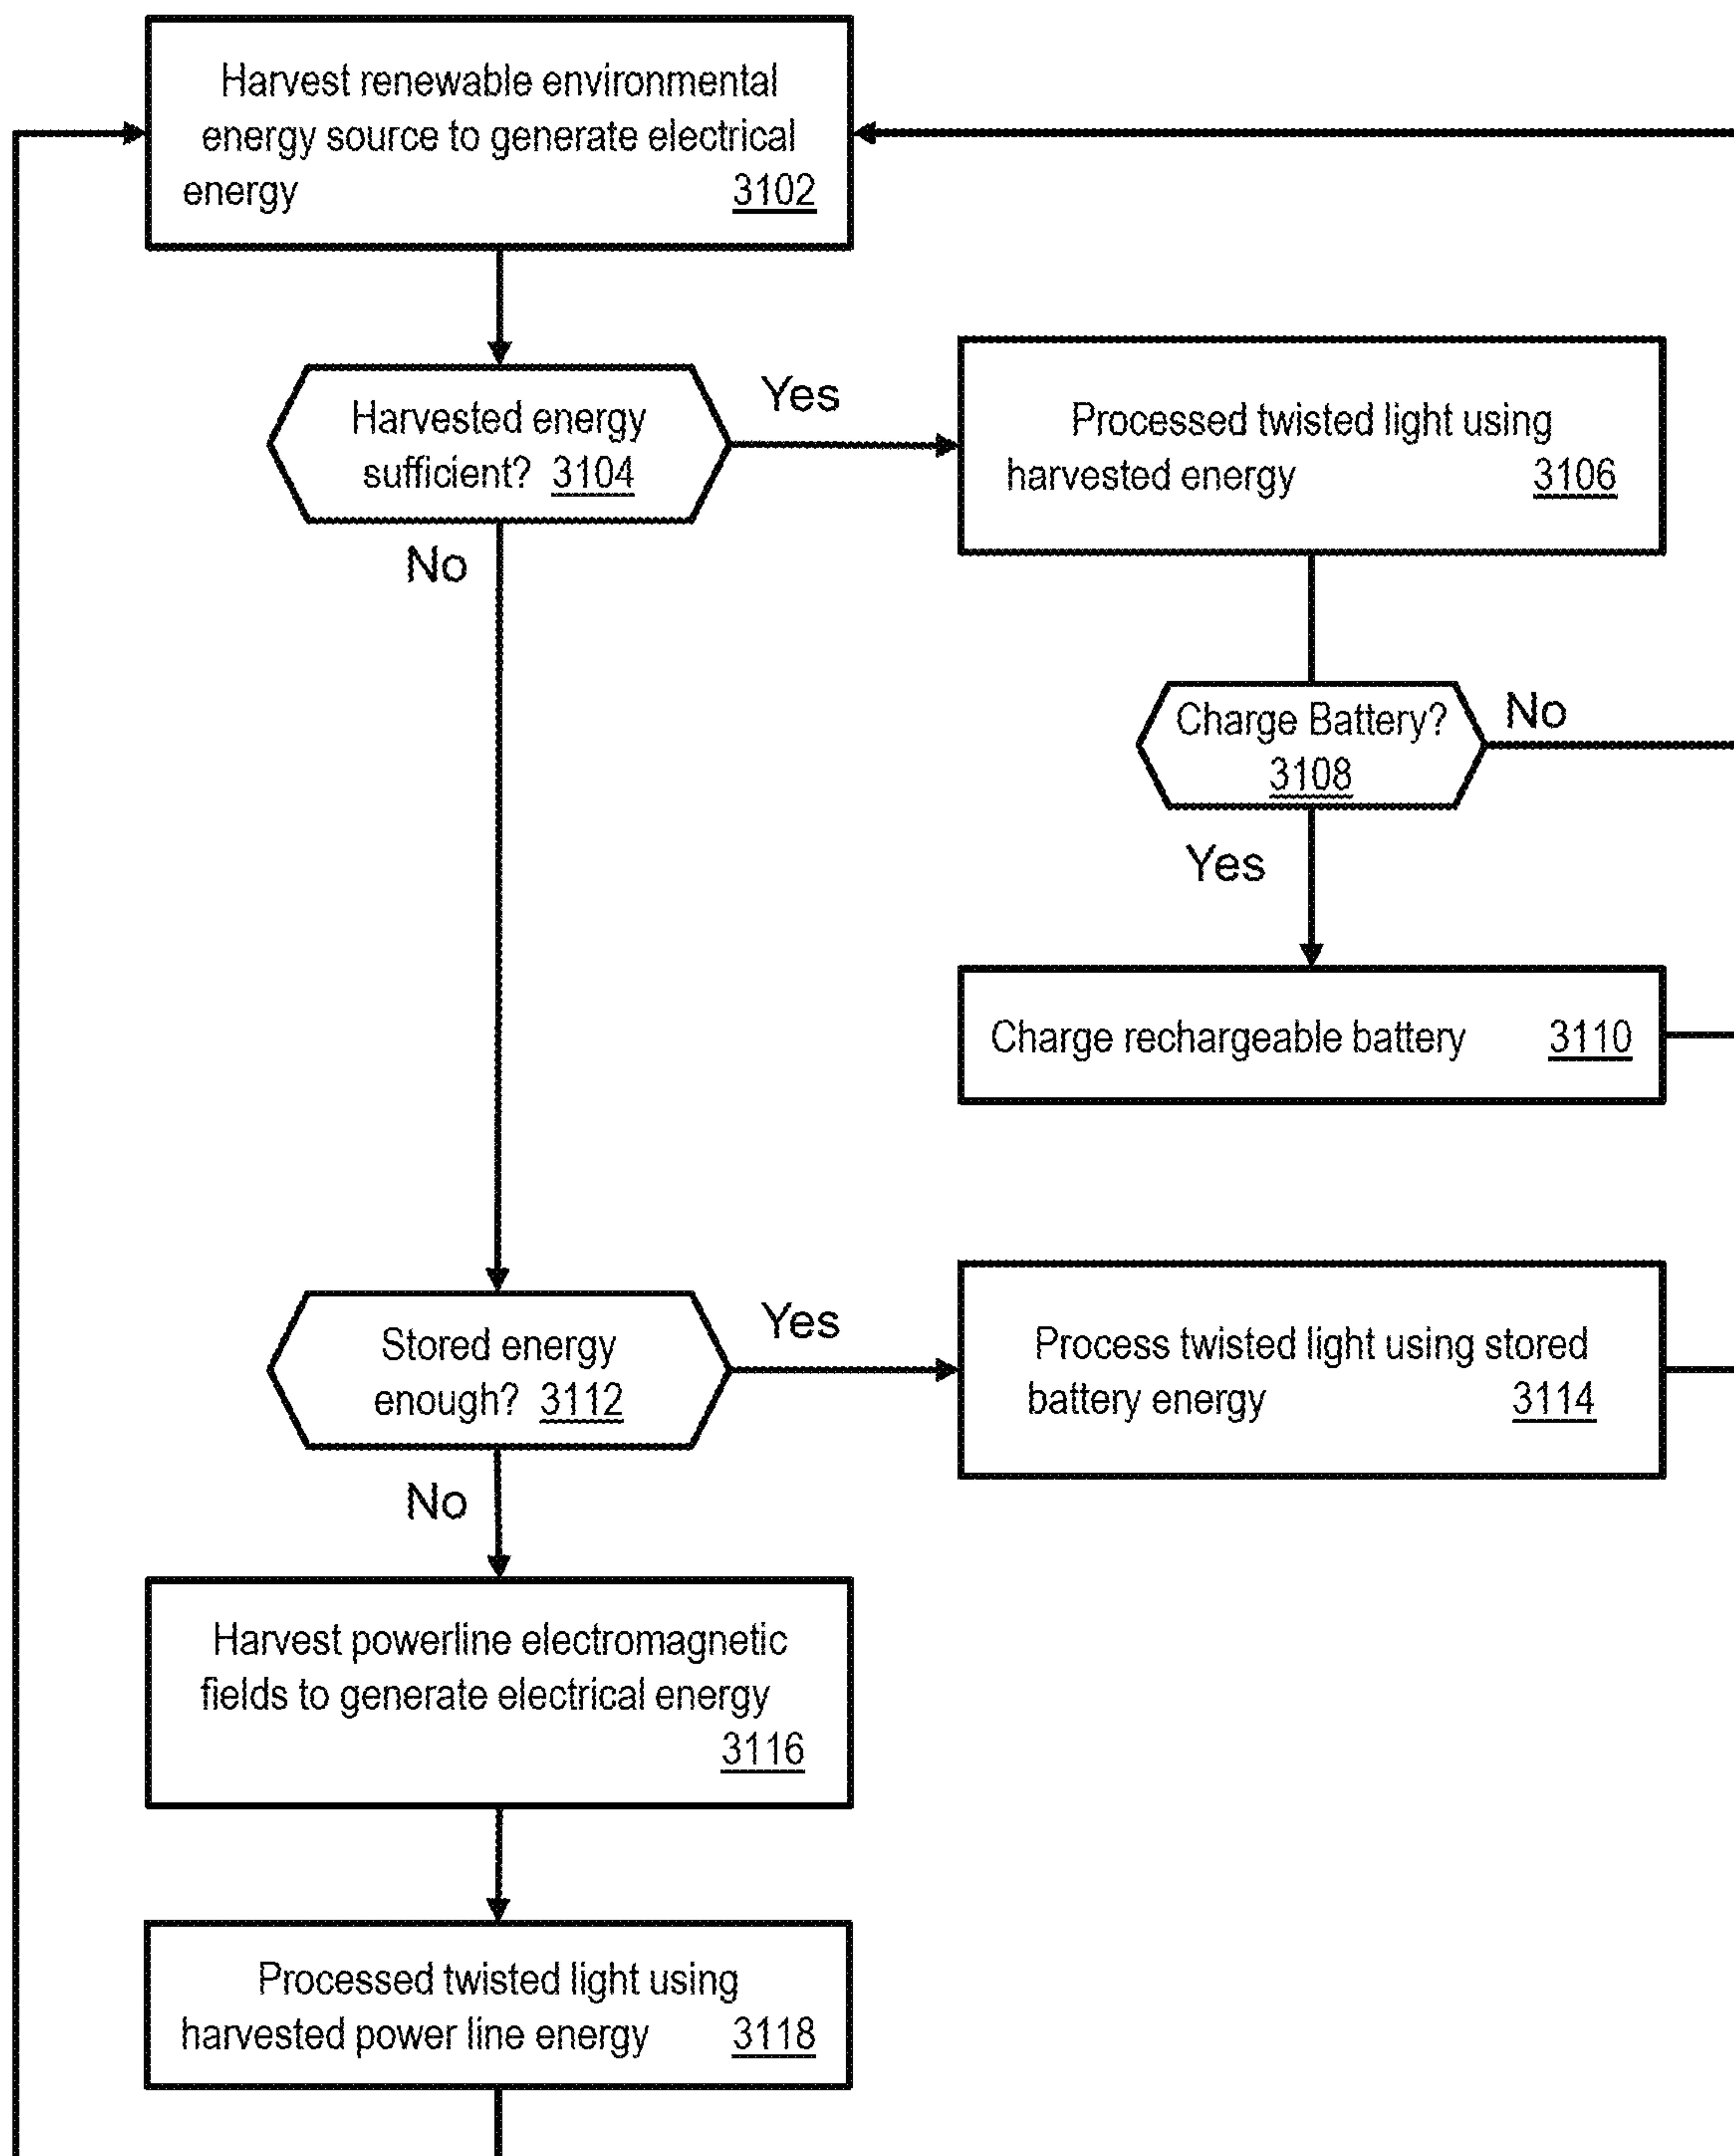 Harvest renewable environmental
energy source to generate electrical
energy 3102
Harvested energy
sufficient? 3104
Yes
No
Processed twisted light using
harvested energy 3106
Charge Battery?
3108
No
Yes
Charge rechargeable battery 3110
Stored energy
enough? 3112
Yes
No
Process twisted light using stored
battery energy 3114
Harvest powerline electromagnetic
fields to generate electrical energy
3116
Processed twisted light using
harvested power line energy 3118